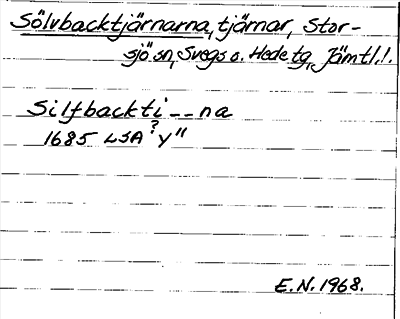 Sölvbacktjärnarna, tjärnar, Stor-
sjö sn, Svegs o. Hede tg, Jämtl.l.
Silfbackti--na
1685 LSA ? Y"
E.N. 1968.